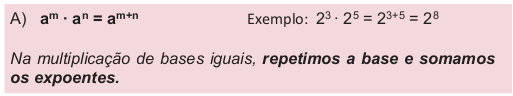 A) aᵐ · aⁿ = aᵐ⁺ⁿ Exemplo: 2³ · 2⁵ = 2³⁺⁵ = 2⁸
Na multiplicação de bases iguais, repetimos a base e somamos
os expoentes.